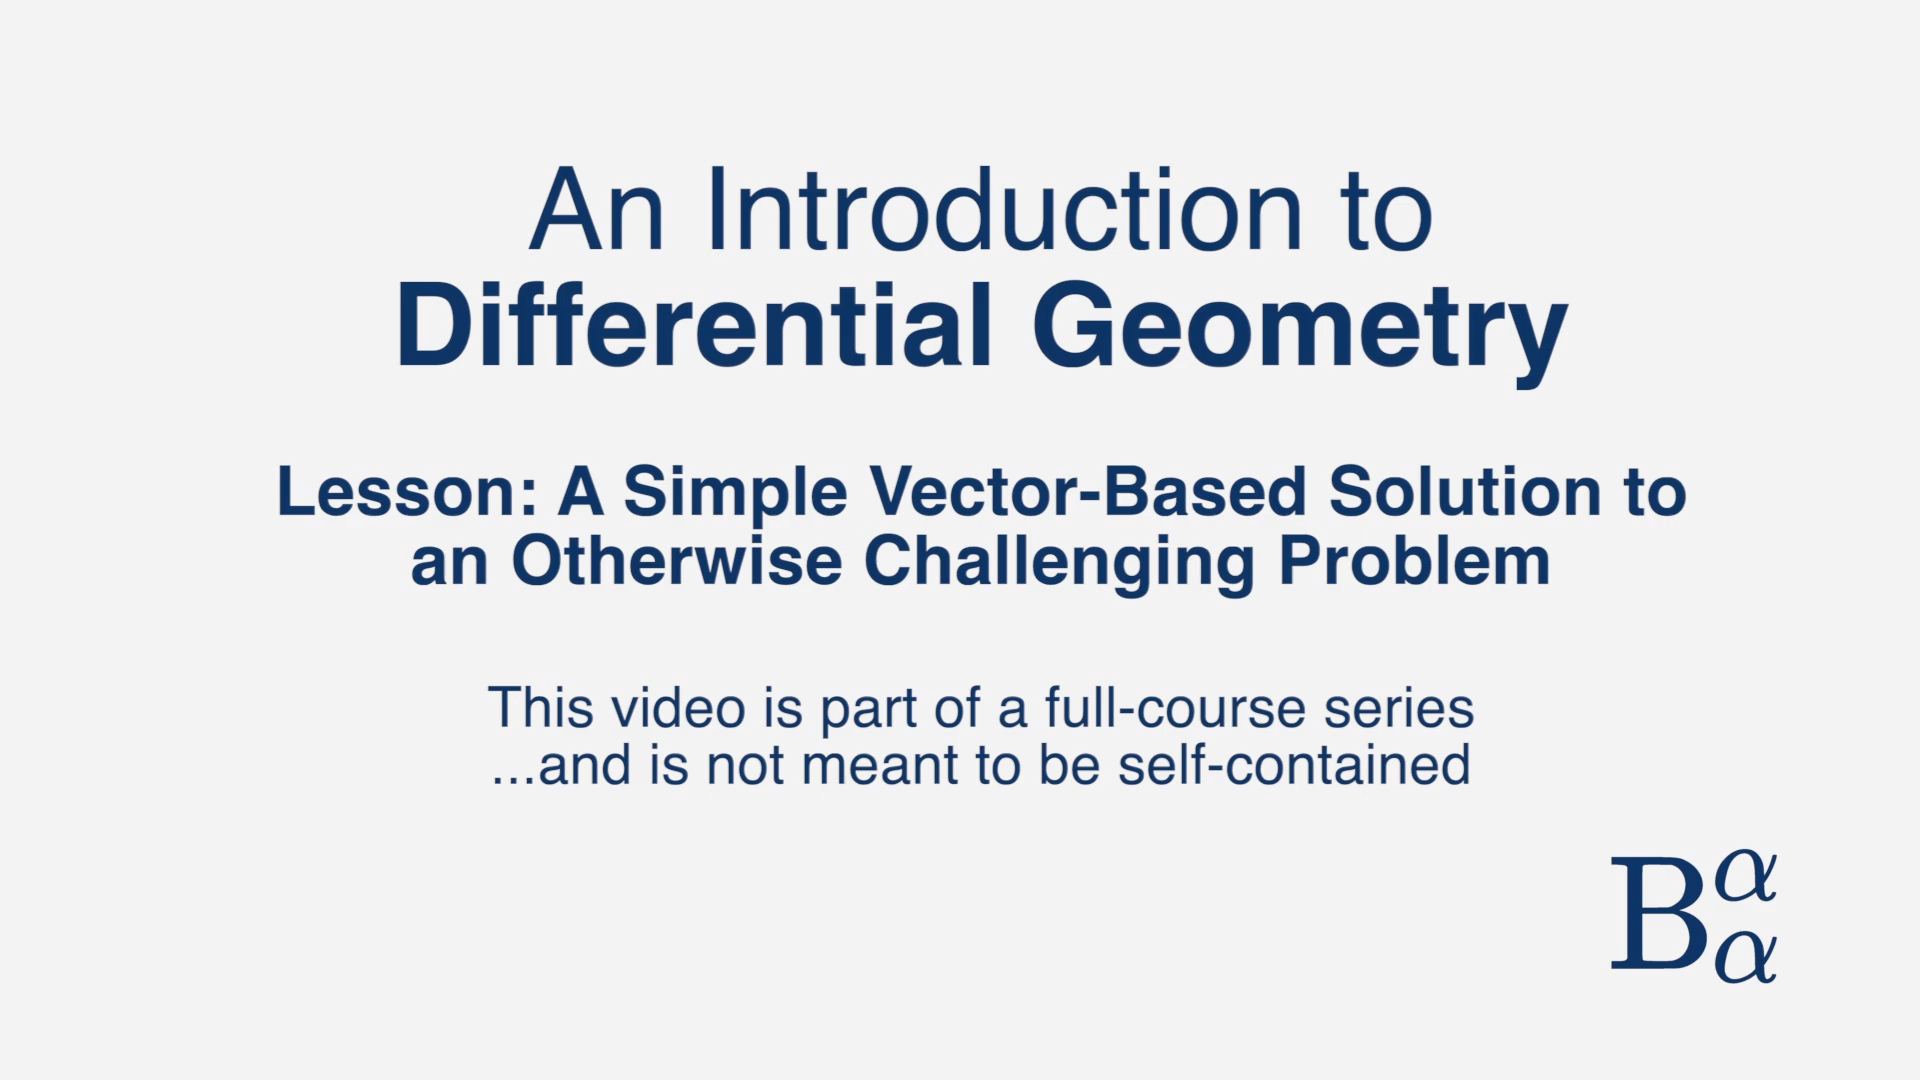 An Introduction to
Differential Geometry
Lesson: A Simple Vector-Based Solution to
an Otherwise Challenging Problem
This video is part of a full-course series
...and is not meant to be self-contained
B^α_α